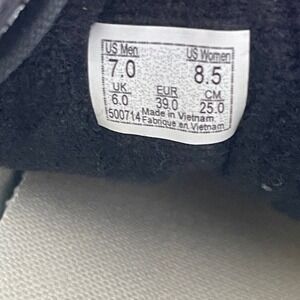 US Men US Women
7.0 8.5
UK EUR CM
6.0 39.0 25.0
500714 Made in Vietnam
Fabriqué en Vietnam